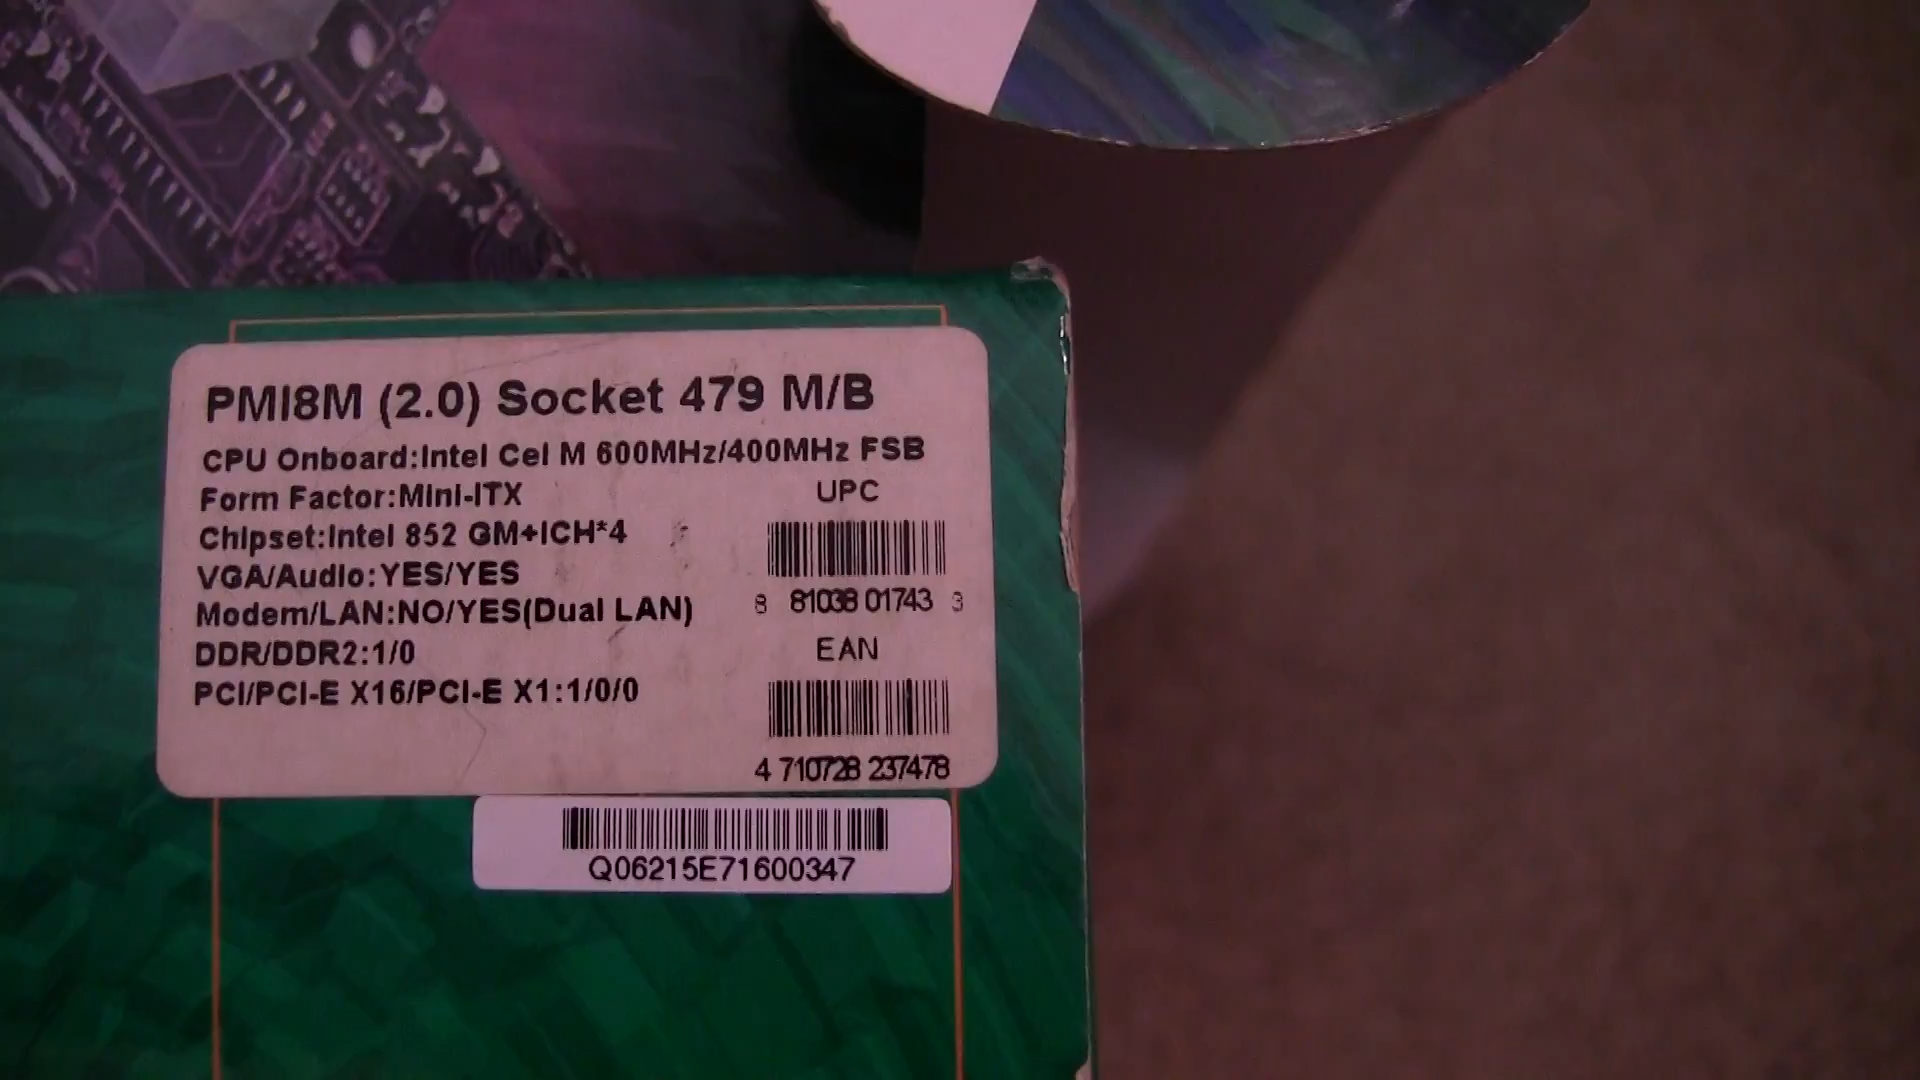 PMI8M (2.0) Socket 479 M/B
CPU Onboard:Intel Cel M 600MHz/400MHz FSB
Form Factor:Mini-ITX
Chipset:Intel 852 GM+ICH*4
VGA/Audio:YES/YES
Modem/LAN:NO/YES(Dual LAN)
DDR/DDR2:1/0
PCI/PCI-E X16/PCI-E X1:1/0/0
UPC
8 81038 01743 3
EAN
4 710728 237478
Q06215E71600347